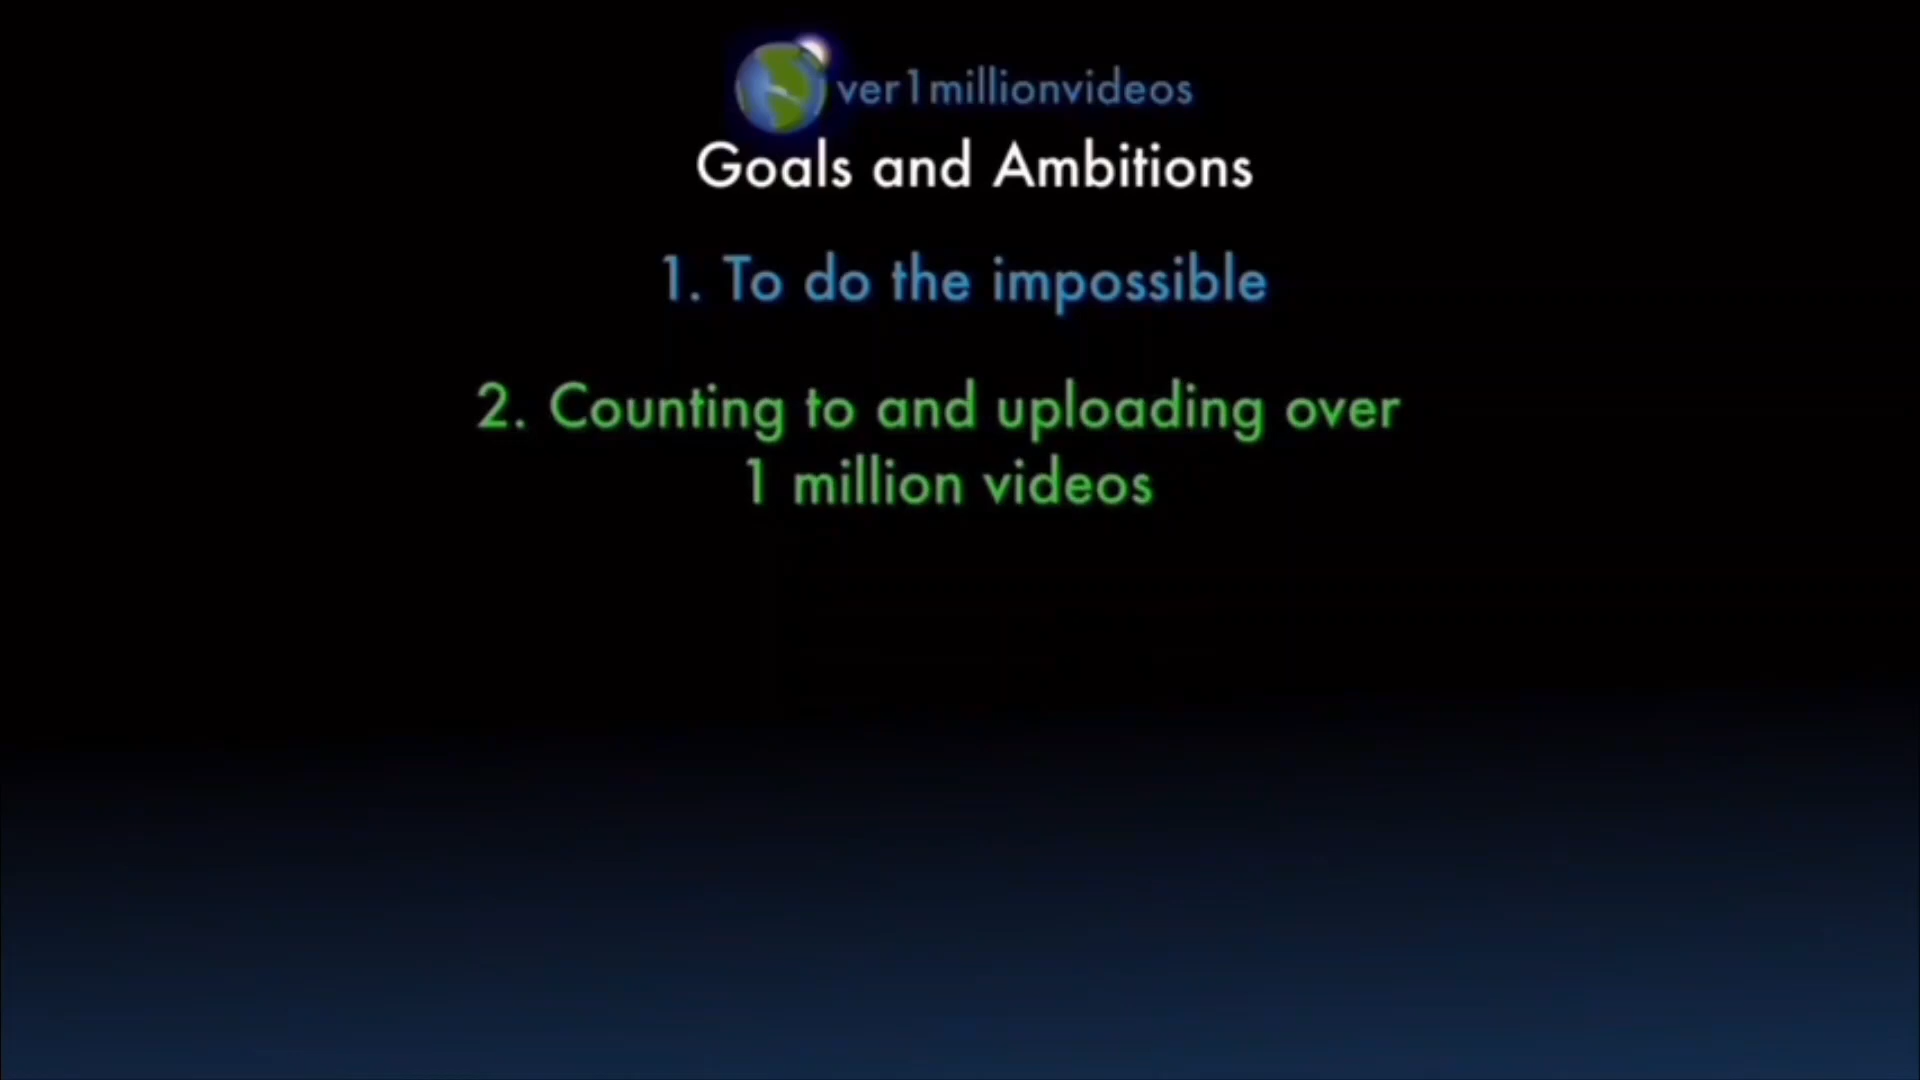 ver1millionvideos
Goals and Ambitions
1. To do the impossible
2. Counting to and uploading over
1 million videos